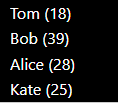 Tom (18)
Bob (39)
Alice (28)
Kate (25)